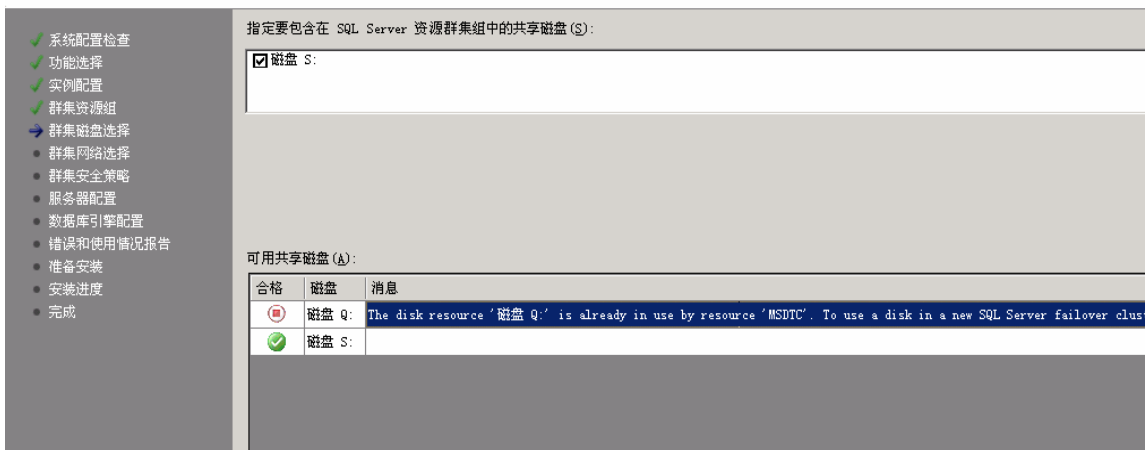 系统配置检查
功能选择
实例配置
群集资源组
群集磁盘选择
群集网络选择
群集安全策略
服务器配置
数据库引擎配置
错误和使用情况报告
准备安装
安装进度
完成
指定要包含在 SQL Server 资源群集组中的共享磁盘(S):
磁盘 S:
可用共享磁盘(A):
合格 磁盘 消息
磁盘 Q: The disk resource '磁盘 Q:' is already in use by resource 'MSDTC'. To use a disk in a new SQL Server failover clus
磁盘 S: